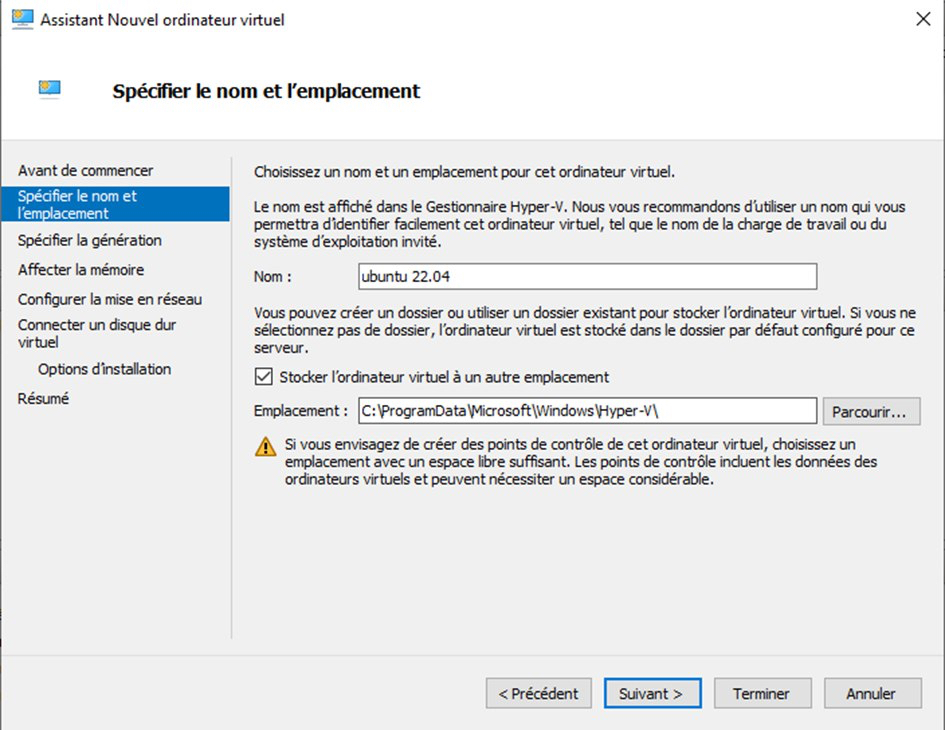 Assistant Nouvel ordinateur virtuel
Spécifier le nom et l’emplacement
Avant de commencer
Spécifier le nom et
l’emplacement
Spécifier la génération
Affecter la mémoire
Configurer la mise en réseau
Connecter un disque dur
virtuel
Options d’installation
Résumé
Choisissez un nom et un emplacement pour cet ordinateur virtuel.
Le nom est affiché dans le Gestionnaire Hyper-V. Nous vous recommandons d’utiliser un nom qui vous
permettra d’identifier facilement cet ordinateur virtuel, tel que le nom de la charge de travail ou du
système d’exploitation invité.
Nom : ubuntu 22.04
Vous pouvez créer un dossier ou utiliser un dossier existant pour stocker l’ordinateur virtuel. Si vous ne
sélectionnez pas de dossier, l’ordinateur virtuel est stocké dans le dossier par défaut configuré pour ce
serveur.
Stocker l’ordinateur virtuel à un autre emplacement
Emplacement : C:\ProgramData\Microsoft\Windows\Hyper-V\ Parcourir...
Si vous envisagez de créer des points de contrôle de cet ordinateur virtuel, choisissez un
emplacement avec un espace libre suffisant. Les points de contrôle incluent les données des
ordinateurs virtuels et peuvent nécessiter un espace considérable.
< Précédent Suivant > Terminer Annuler